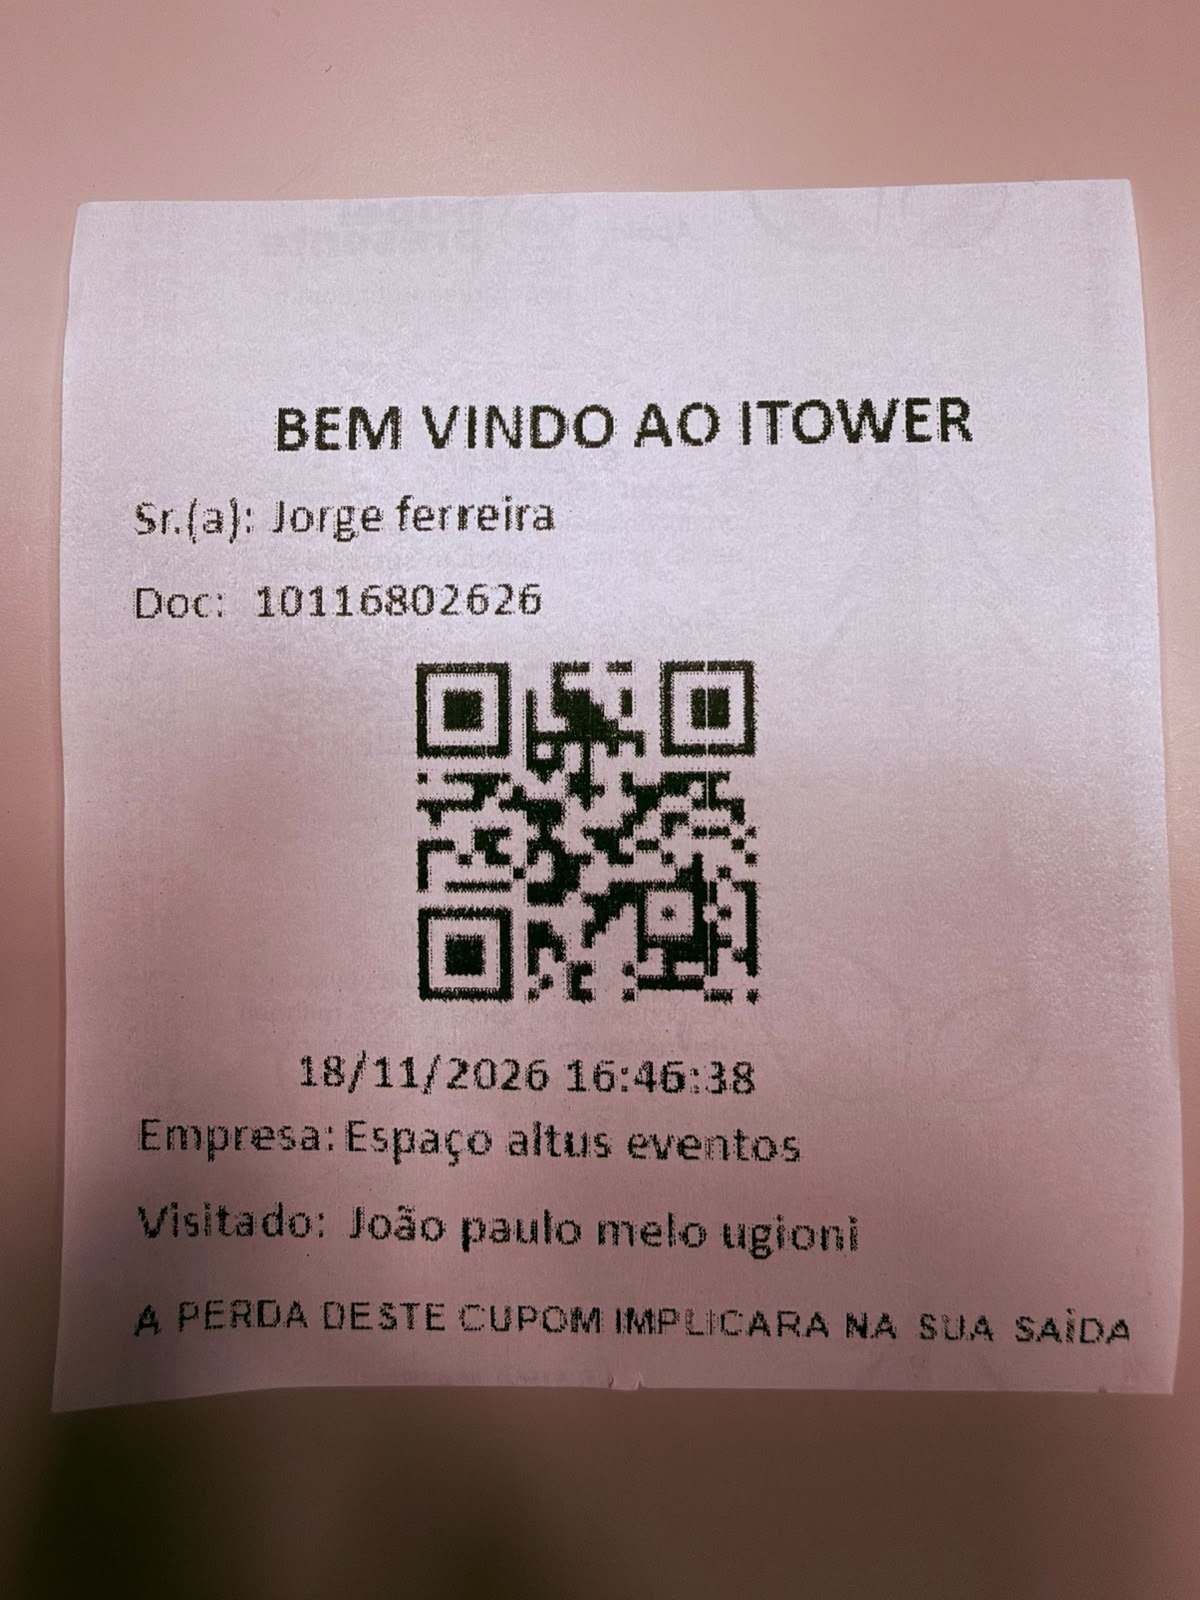 BEM VINDO AO ITOWER
Sr.(a): Jorge ferreira
Doc: 10116802626
18/11/2026 16:46:38
Empresa: Espaço altus eventos
Visitado: João paulo melo ugioni
A PERDA DESTE CUPOM IMPLICARA NA SUA SAÍDA